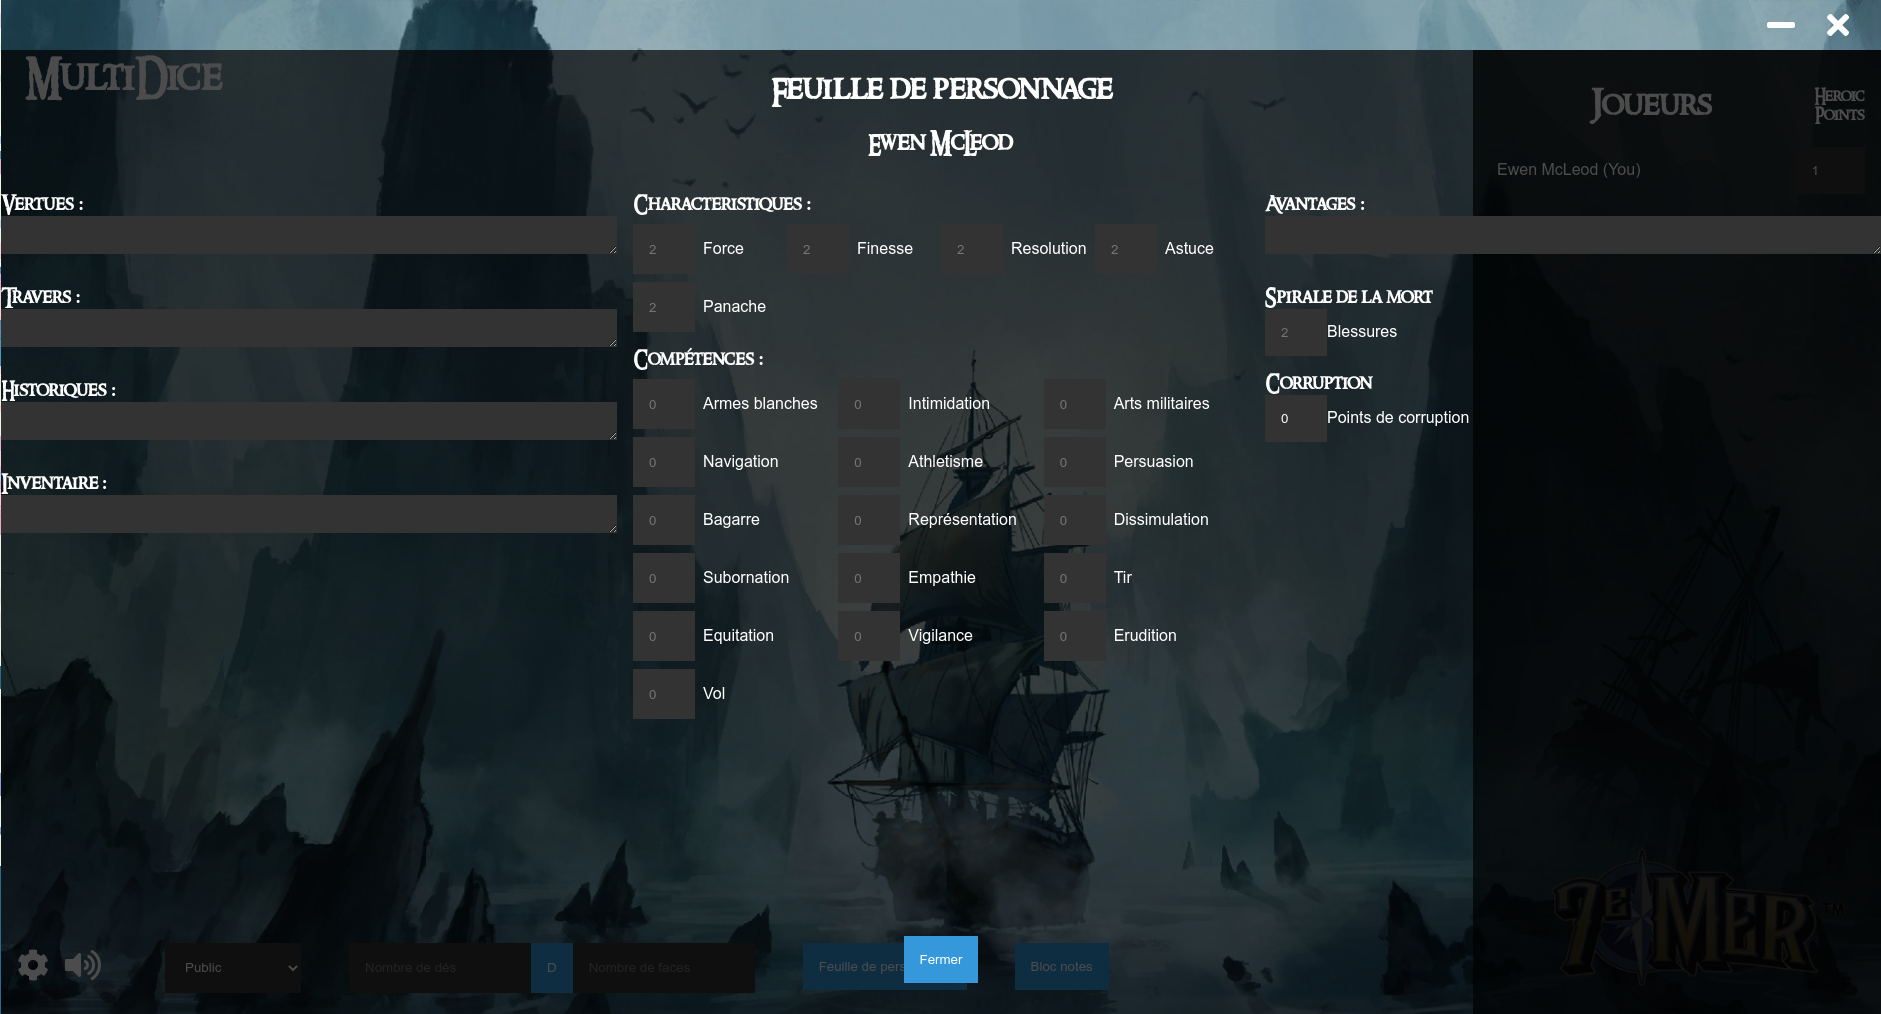 MultiDice
Feuille de personnage
Ewen McLeod
Joueurs
Heroic
Points
Ewen McLeod (You)
1
Vertues :
Travers :
Historiques :
Inventaire :
Characteristiques :
2 Force 2 Finesse 2 Resolution 2 Astuce
2 Panache
Compétences :
0 Armes blanches 0 Intimidation 0 Arts militaires
0 Navigation 0 Athletisme 0 Persuasion
0 Bagarre 0 Représentation 0 Dissimulation
0 Subornation 0 Empathie 0 Tir
0 Equitation 0 Vigilance 0 Erudition
0 Vol
Avantages :
Spirale de la mort
2 Blessures
Corruption
0 Points de corruption
Public
Nombre de dés D Nombre de faces
Feuille de pers
Fermer
Bloc notes
7e Mer TM